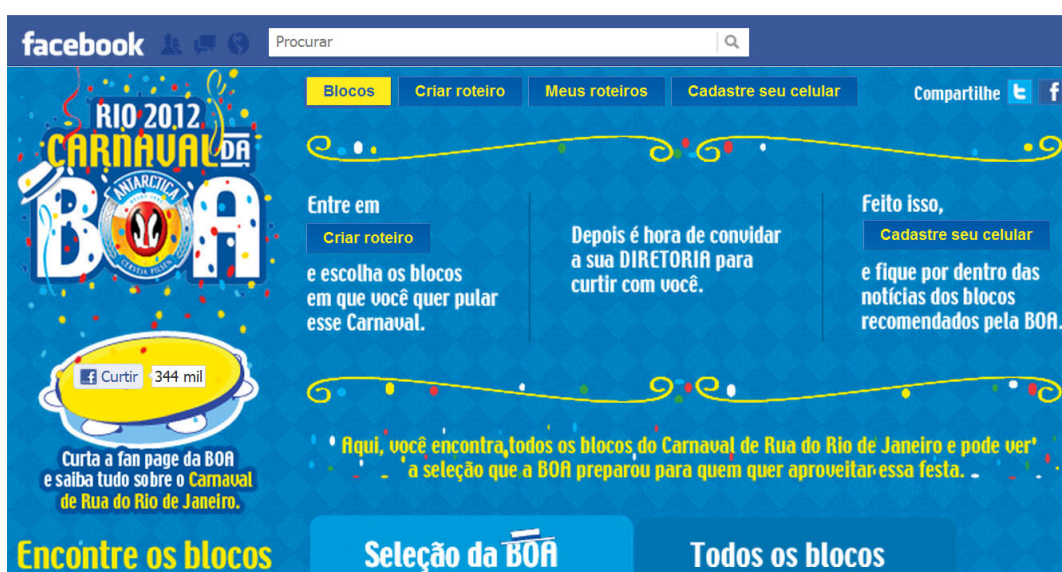 facebook
Procurar
RIO 2012
CARNAVAL DA
BOA
ANTARCTICA
CERVEJA PILSEN
Blocos
Criar roteiro
Meus roteiros
Cadastre seu celular
Compartilhe
Entre em
Criar roteiro
e escolha os blocos
em que você quer pular
esse Carnaval.
Depois é hora de convidar
a sua DIRETORIA para
curtir com você.
Feito isso,
Cadastre seu celular
e fique por dentro das
notícias dos blocos
recomendados pela BOA.
Curtir 344 mil
Curta a fan page da BOA
e saiba tudo sobre o Carnaval
de Rua do Rio de Janeiro.
Aqui, você encontra todos os blocos do Carnaval de Rua do Rio de Janeiro e pode ver
a seleção que a BOA preparou para quem quer aproveitar essa festa.
Encontre os blocos
Seleção da BOA
Todos os blocos